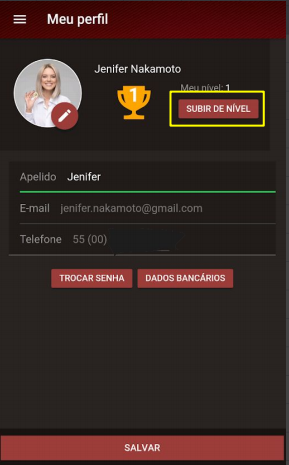 Meu perfil
Jenifer Nakamoto
1
Meu nível: 1
SUBIR DE NÍVEL
Apelido Jenifer
E-mail jenifer.nakamoto@gmail.com
Telefone 55 (00)
TROCAR SENHA DADOS BANCÁRIOS
SALVAR